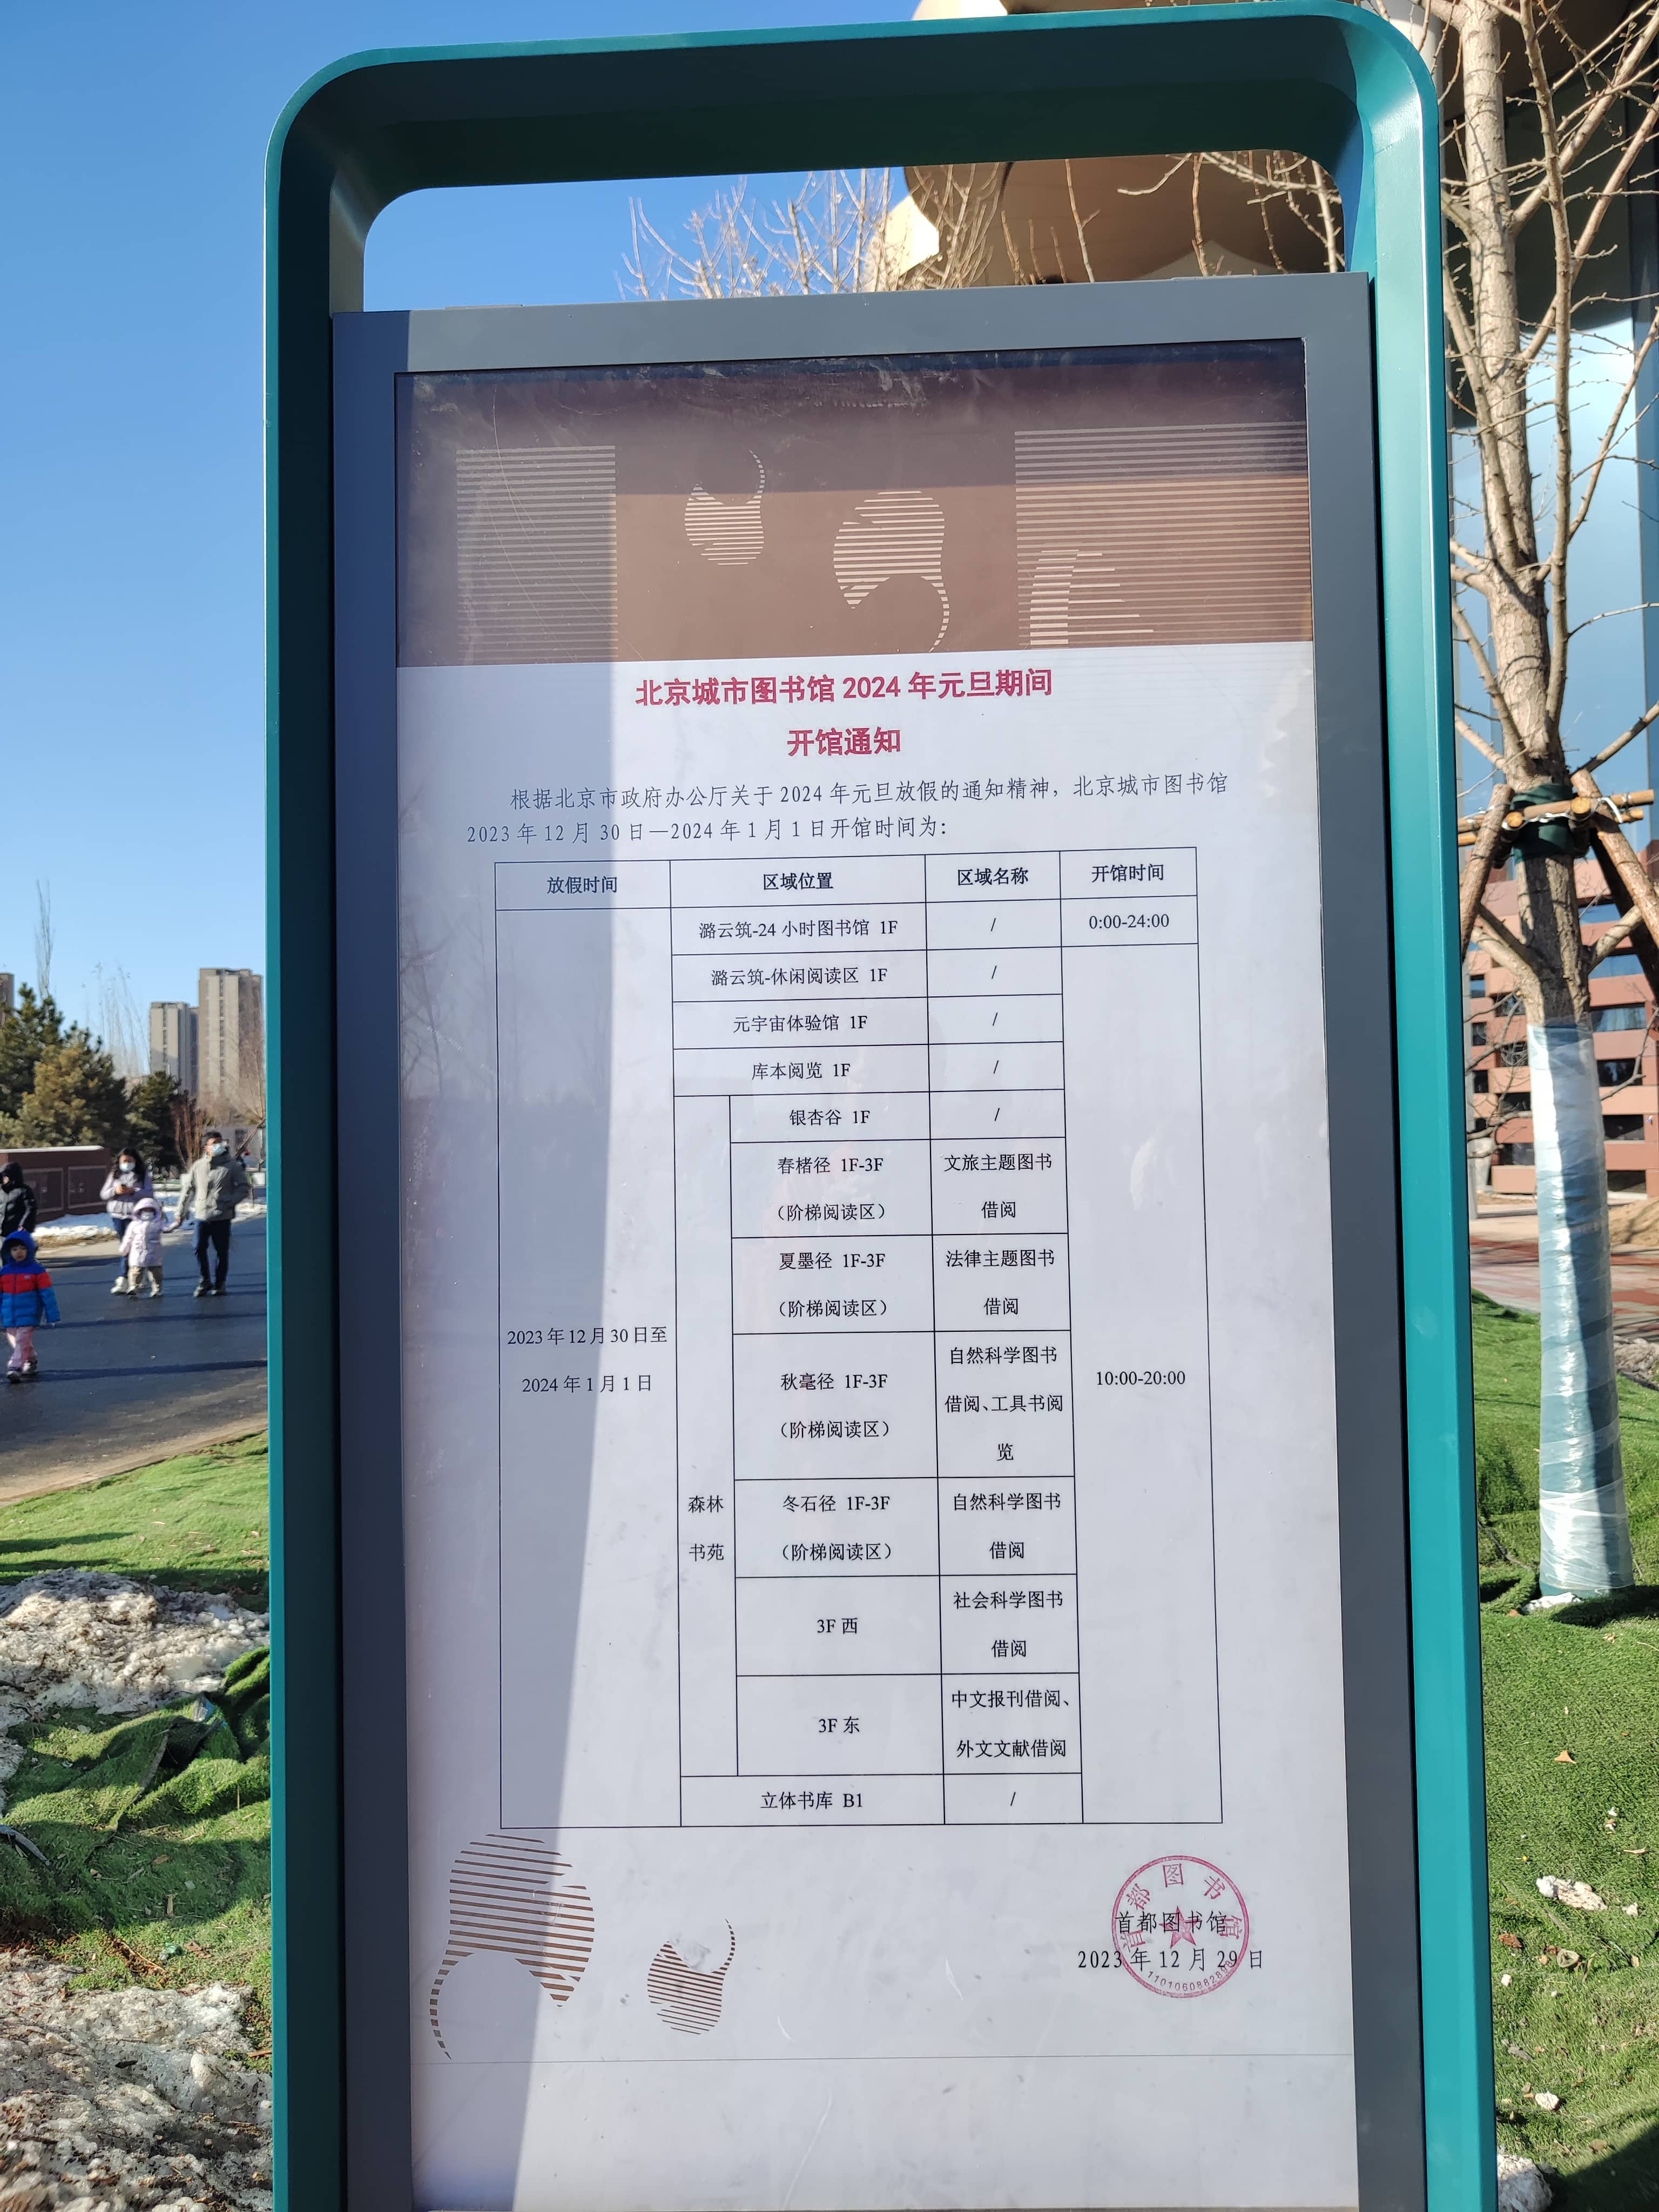 北京城市图书馆 2024 年元旦期间
开馆通知
根据北京市政府办公厅关于 2024 年元旦放假的通知精神，北京城市图书馆
2023 年 12 月 30 日—2024 年 1 月 1 日开馆时间为：
放假时间 区域位置 区域名称 开馆时间
潞云筑-24 小时图书馆 1F / 0:00-24:00
潞云筑-休闲阅读区 1F /
元宇宙体验馆 1F /
库本阅览 1F /
银杏谷 1F /
春楮径 1F-3F
（阶梯阅读区）
文旅主题图书
借阅
夏墨径 1F-3F
（阶梯阅读区）
法律主题图书
借阅
2023 年 12 月 30 日至
2024 年 1 月 1 日
秋毫径 1F-3F
（阶梯阅读区）
自然科学图书
借阅、工具书阅
览
10:00-20:00
森林
书苑
冬石径 1F-3F
（阶梯阅读区）
自然科学图书
借阅
3F 西
社会科学图书
借阅
3F 东
中文报刊借阅、
外文文献借阅
立体书库 B1 /
首都图书馆
首都图书馆
2023 年 12 月 29 日